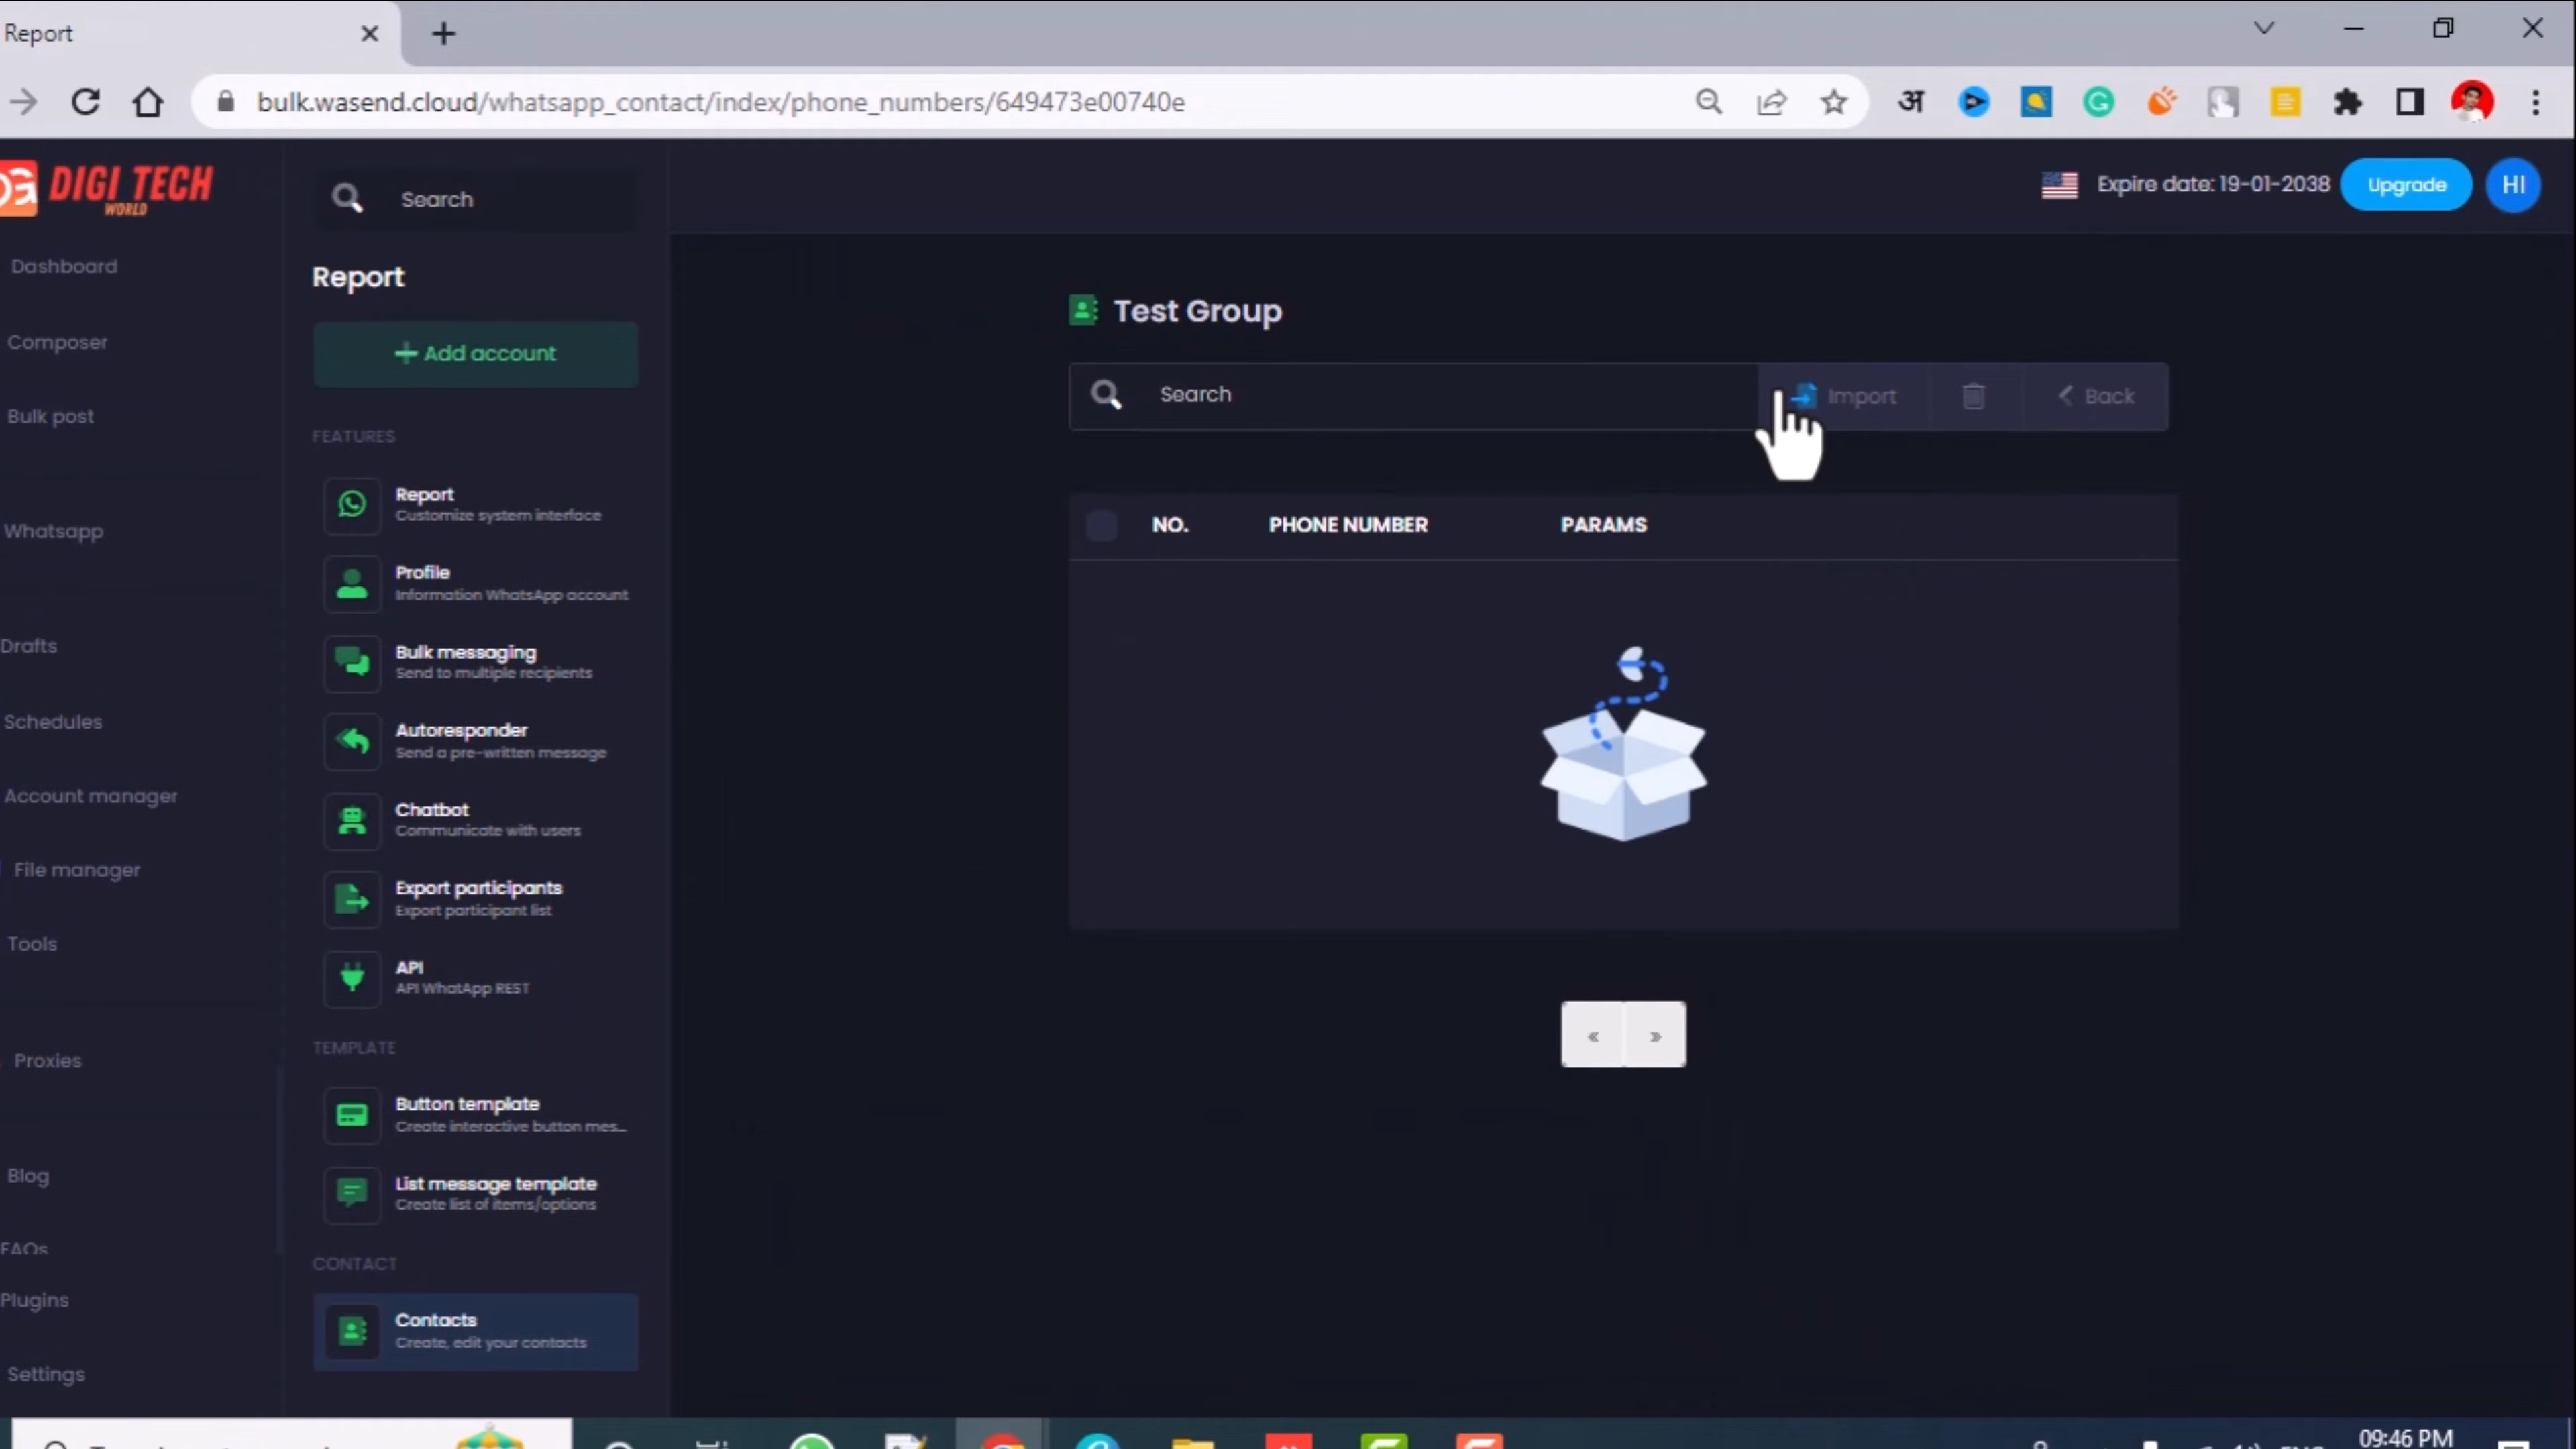 Report
bulk.wasend.cloud/whatsapp_contact/index/phone_numbers/649473e00740e
अ
G
DIGI TECH
WORLD
Search
Expire date: 19-01-2038
Upgrade
HI
Dashboard
Composer
Bulk post
Whatsapp
Drafts
Schedules
Account manager
File manager
Tools
Proxies
Blog
FAQs
Plugins
Settings
Report
Add account
FEATURES
Report
Customize system interface
Profile
Information WhatsApp account
Bulk messaging
Send to multiple recipients
Autoresponder
Send a pre-written message
Chatbot
Communicate with users
Export participants
Export participant list
API
API WhatApp REST
TEMPLATE
Button template
Create interactive button mes...
List message template
Create list of items/options
CONTACT
Contacts
Create, edit your contacts
Test Group
Search
Import
Back
NO. PHONE NUMBER PARAMS
« »
09:46 PM